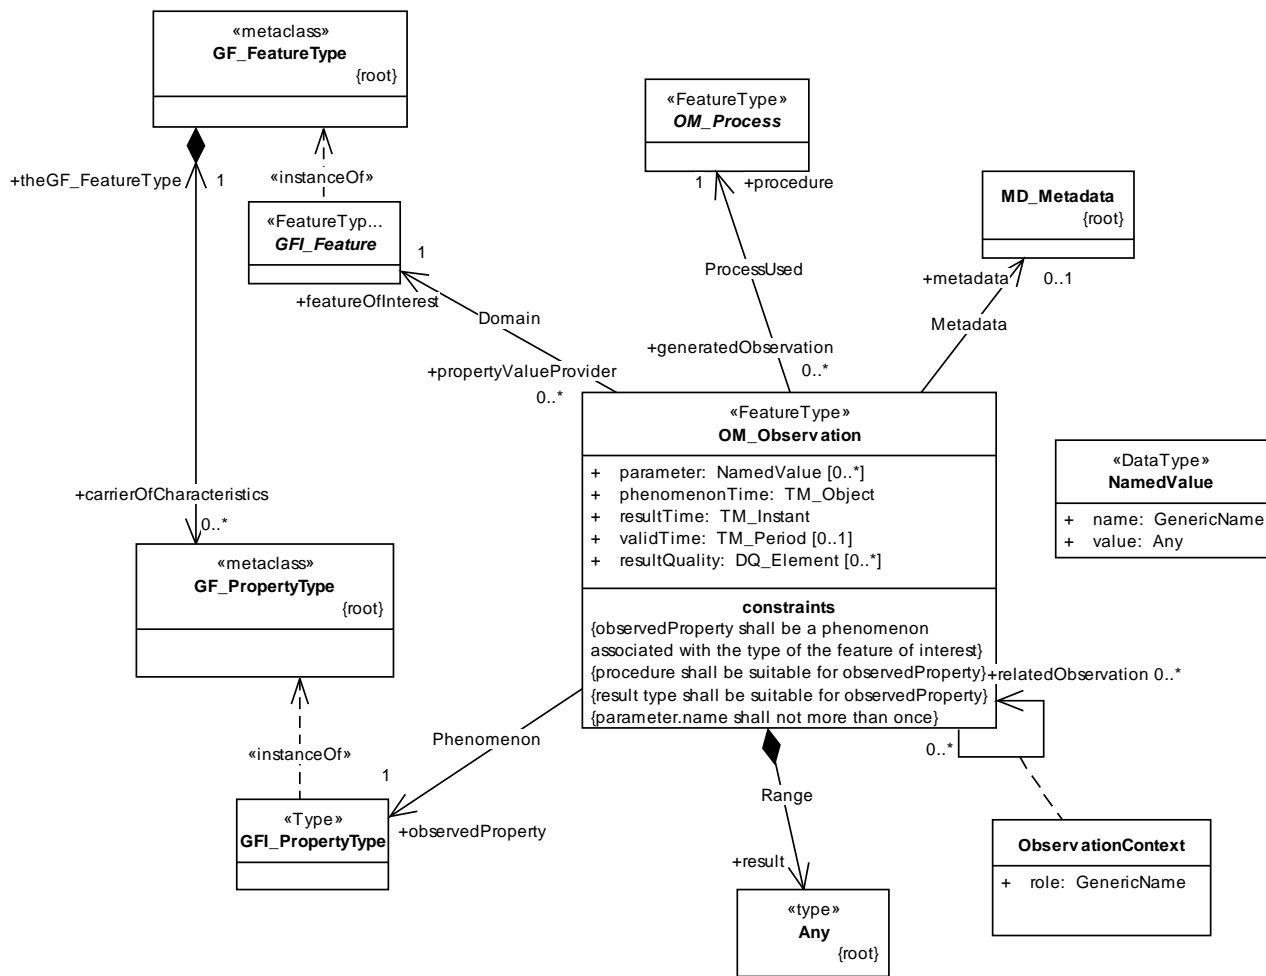 «metaclass»
GF_FeatureType
{root}
«FeatureType»
OM_Process
+theGF_FeatureType
1
«instanceOf»
1
+procedure
MD_Metadata
{root}
«FeatureTyp...
GFI_Feature
1
ProcessUsed
+metadata
0..1
+featureOfInterest
Domain
Metadata
+generatedObservation
+propertyValueProvider
0..*
0..*
«FeatureType»
OM_Observation
+ parameter: NamedValue [0..*]
+ phenomenonTime: TM_Object
+ resultTime: TM_Instant
+ validTime: TM_Period [0..1]
+ resultQuality: DQ_Element [0..*]
constraints
{observedProperty shall be a phenomenon
associated with the type of the feature of interest}
{procedure shall be suitable for observedProperty}
{result type shall be suitable for observedProperty}
{parameter.name shall not more than once}
«DataType»
NamedValue
+ name: GenericName
+ value: Any
+carrierOfCharacteristics
0..*
«metaclass»
GF_PropertyType
{root}
+relatedObservation 0..*
0..*
Phenomenon
«instanceOf»
1
Range
«Type»
GFI_PropertyType
+observedProperty
ObservationContext
+ role: GenericName
+result
«type»
Any
{root}